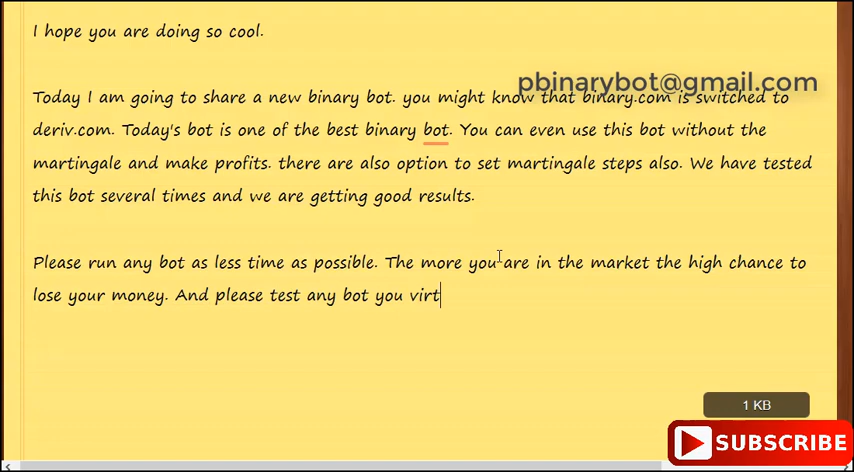 I hope you are doing so cool.
pbinarybot@gmail.com
Today I am going to share a new binary bot. you might know that binary.com is switched to
deriv.com. Today's bot is one of the best binary bot. You can even use this bot without the
martingale and make profits. there are also option to set martingale steps also. We have tested
this bot several times and we are getting good results.
Please run any bot as less time as possible. The more you are in the market the high chance to
lose your money. And please test any bot you virt
1 KB
SUBSCRIBE